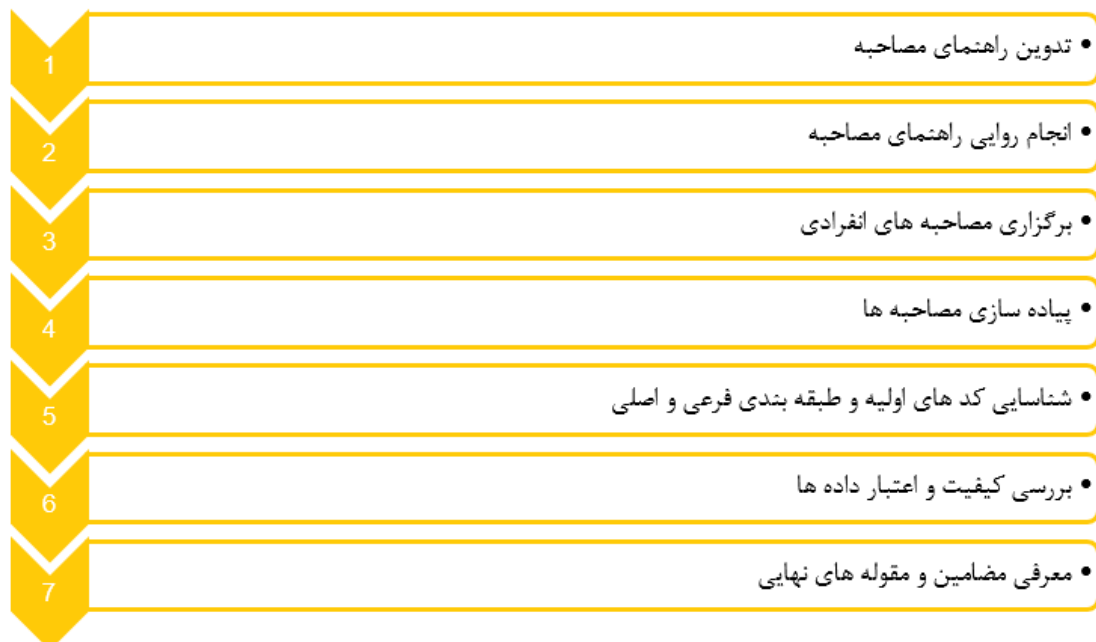 1
• تدوین راهنمای مصاحبه
2
• انجام روایی راهنمای مصاحبه
3
• برگزاری مصاحبه های انفرادی
4
• پیاده سازی مصاحبه ها
5
• شناسایی کد های اولیه و طبقه بندی فرعی و اصلی
6
• بررسی کیفیت و اعتبار داده ها
7
• معرفی مضامین و مقوله های نهایی